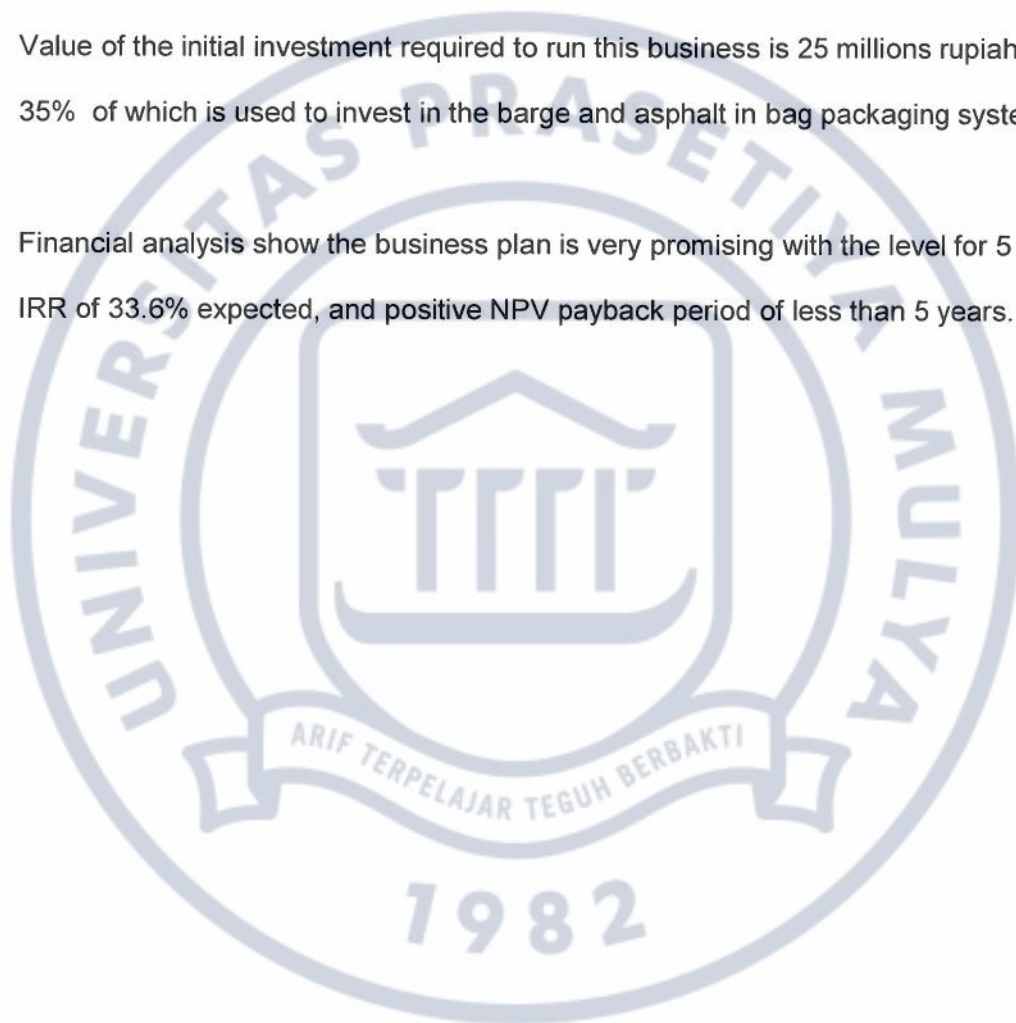 Value of the initial investment required to run this business is 25 millions rupiah
35% of which is used to invest in the barge and asphalt in bag packaging
Financial analysis show the business plan is very promising with the level for 5
IRR of 33.6% expected, and positive NPV payback period of less than 5 years.
UNIVERSITAS PRASETIYA MULYA
ARIF TERPELAJAR TEGUH BERBAKTI
1982